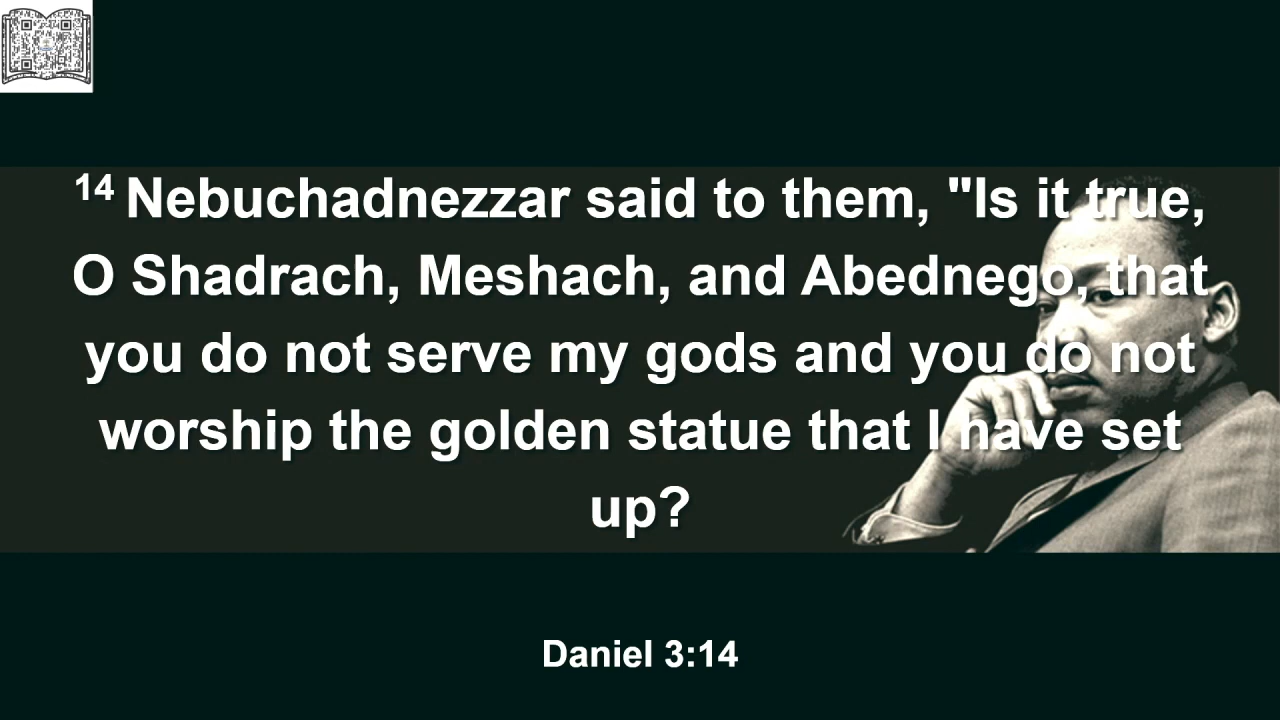 14 Nebuchadnezzar said to them, "Is it true,
O Shadrach, Meshach, and Abednego, that
you do not serve my gods and you do not
worship the golden statue that I have set
up?
Daniel 3:14